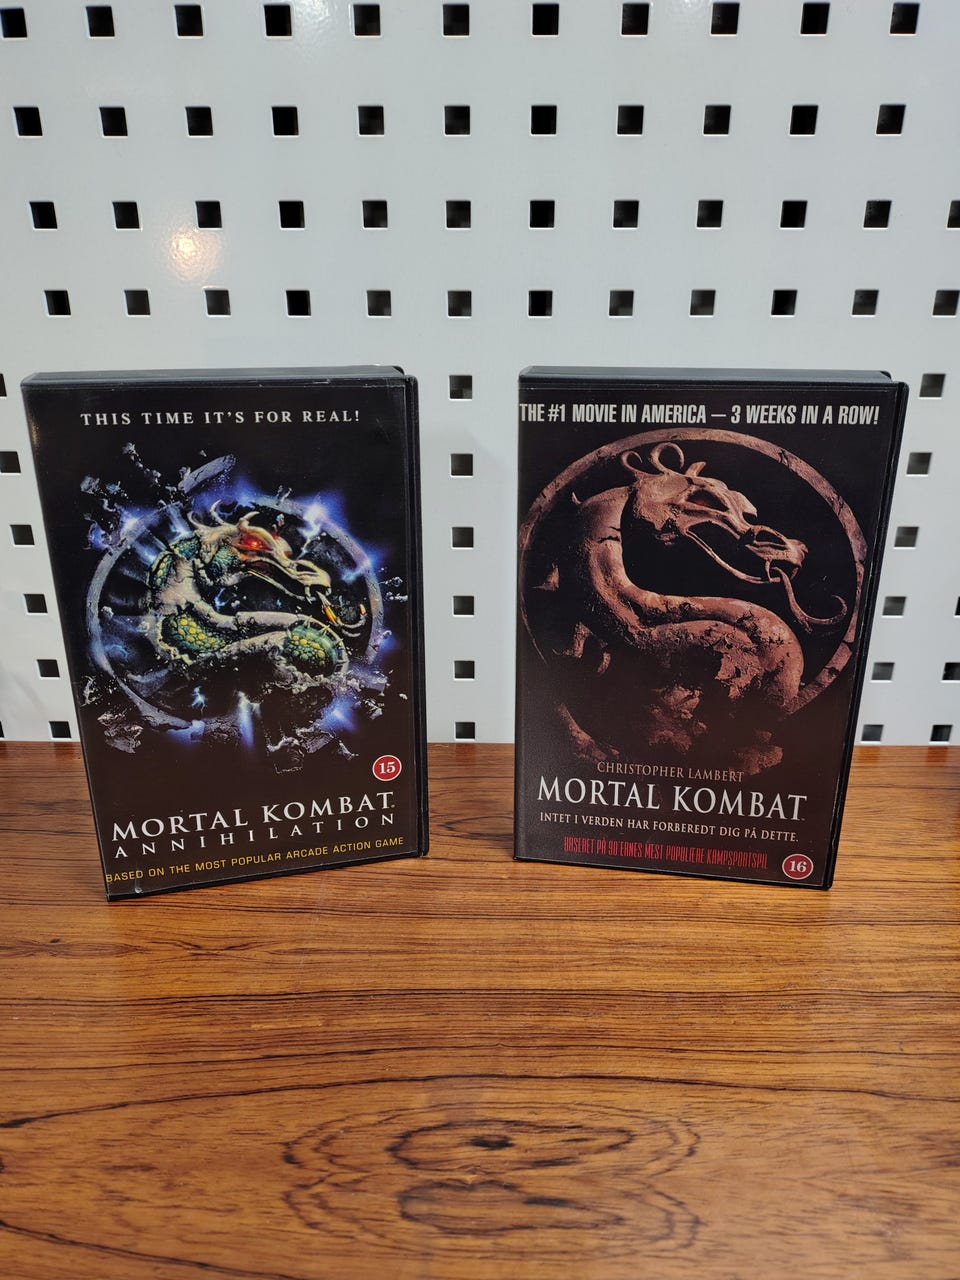 THIS TIME IT'S FOR REAL!
15
MORTAL KOMBAT
ANNIHILATION
BASED ON THE MOST POPULAR ARCADE ACTION GAME
THE #1 MOVIE IN AMERICA – 3 WEEKS IN A ROW!
CHRISTOPHER LAMBERT
MORTAL KOMBAT
INTET I VERDEN HAR FORBEREDT DIG PÅ DETTE.
BASERET PÅ 90'ERNES MEST POPULÆRE KAMPSPORTSPIL
16